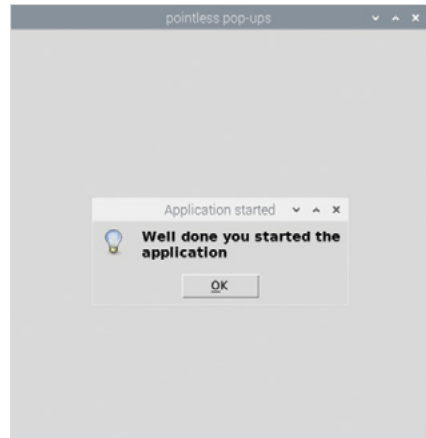 pointless pop-ups
Application started
Well done you started the
application
OK